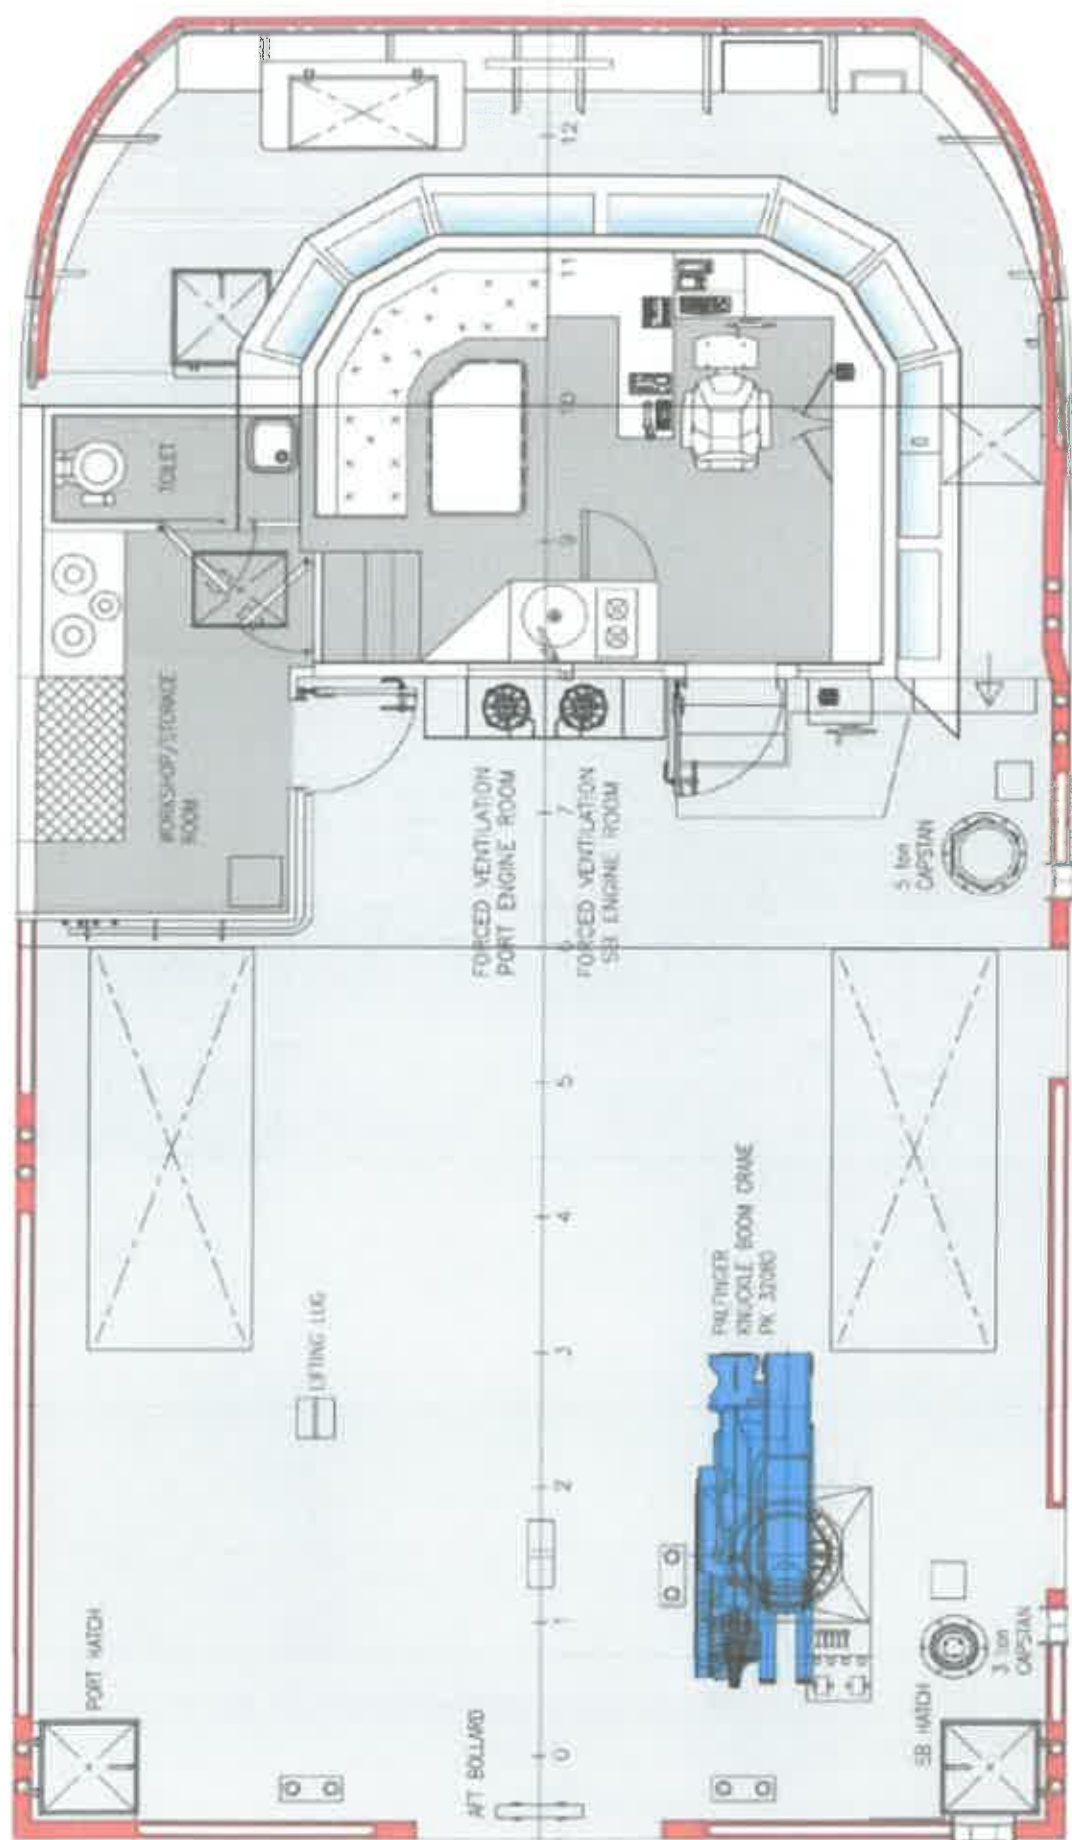 12
11
10
9
TOILET
WORKSHOP/STORAGE
ROOM
7
FORCED VENTILATION
PORT ENGINE ROOM
FORCED VENTILATION
SB ENGINE ROOM
5 ton
CAPSTAN
6
5
4
3
2
1
0
LIFTING LUG
PALFINGER
KNUCKLE BOOM CRANE
PK 32080
PORT HATCH
AFT BOLLARD
SB HATCH
3 ton
CAPSTAN